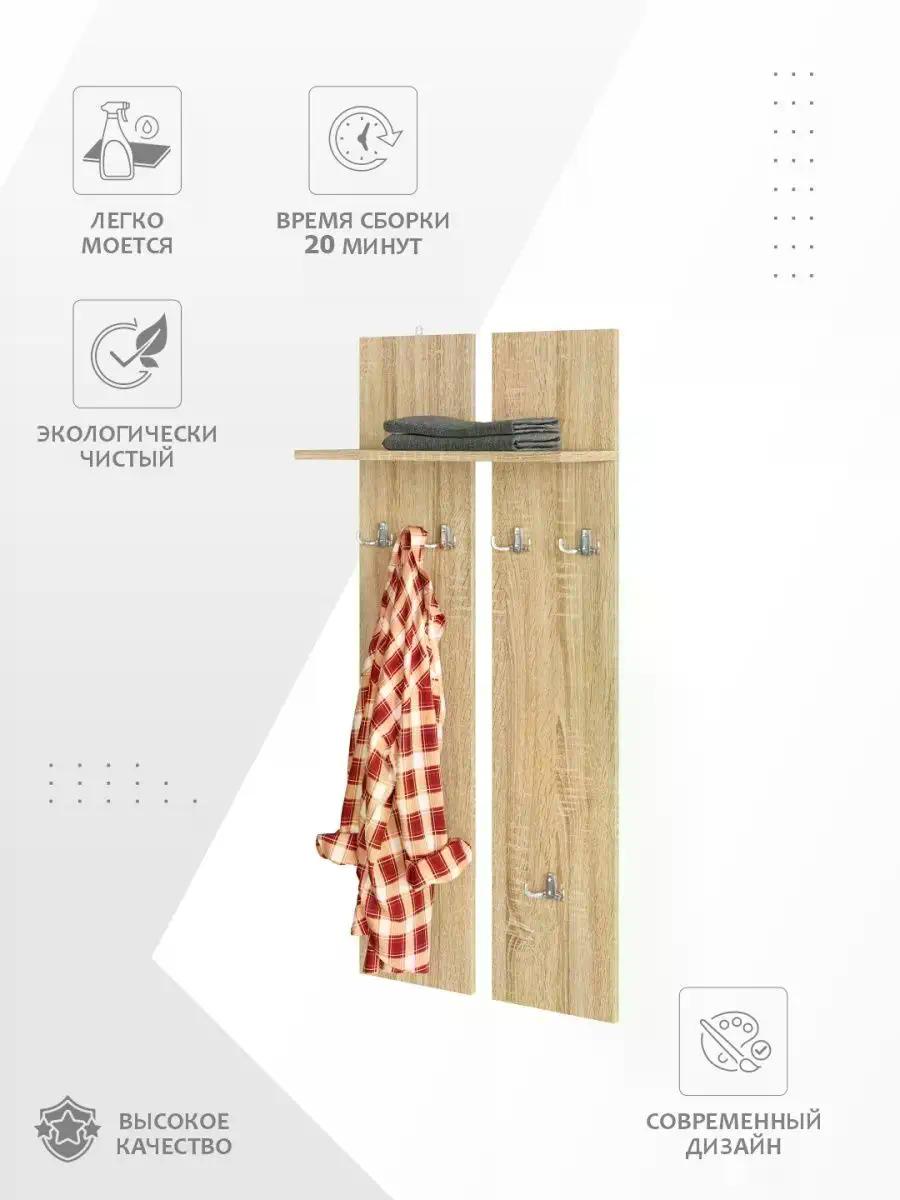 ЛЕГКО
МОЕТСЯ
ВРЕМЯ СБОРКИ
20 МИНУТ
ЭКОЛОГИЧЕСКИ
ЧИСТЫЙ
ВЫСОКОЕ
КАЧЕСТВО
СОВРЕМЕННЫЙ
ДИЗАЙН